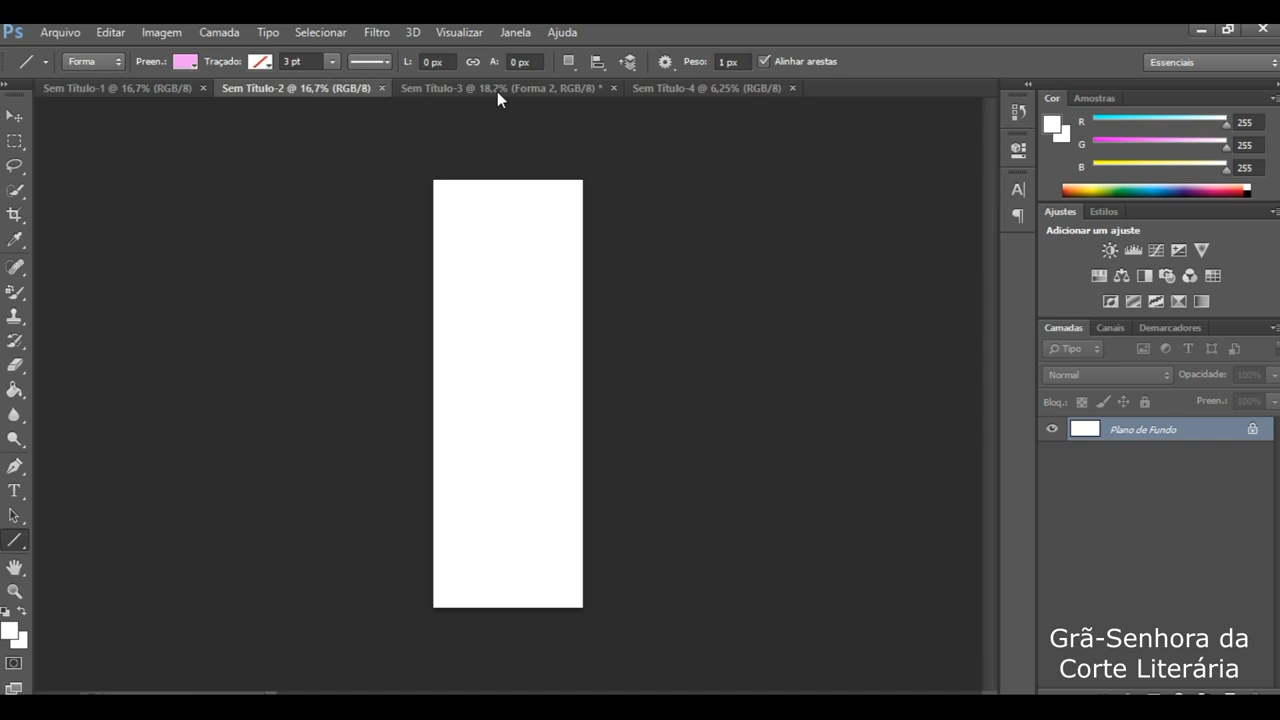 Ps Arquivo Editar Imagem Camada Tipo Selecionar Filtro 3D Visualizar Janela Ajuda
Forma Preen.: Traçado: 3 pt L: 0 px A: 0 px Peso: 1 px Alinhar arestas Essenciais
Sem Título-1 @ 16,7% (RGB/8) × Sem Título-2 @ 16,7% (RGB/8) × Sem Título-3 @ 18,7% (Forma 2, RGB/8) * × Sem Título-4 @ 6,25% (RGB/8) ×
Cor Amostras
R 255
G 255
B 255
Ajustes Estilos
Adicionar um ajuste
Camadas Canais Demarcadores
Tipo
Normal Opacidade: 100%
Bloq.: Preen.: 100%
Plano de Fundo
Grã-Senhora da
Corte Literária